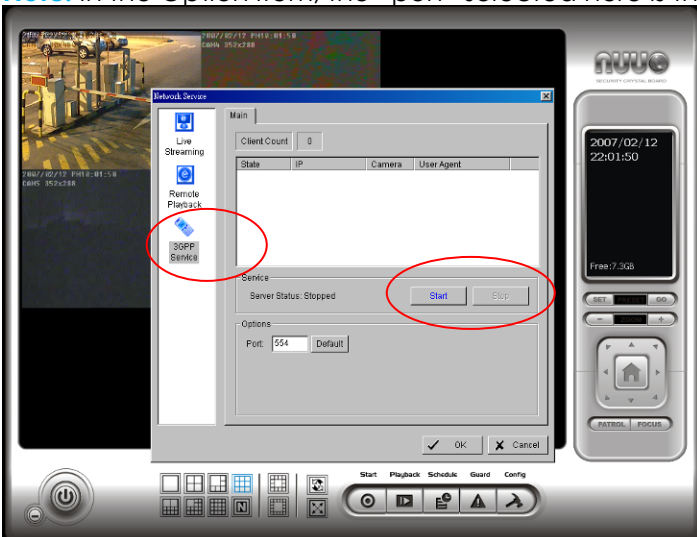 2007/02/12 PM10:01:50
CAM4 352x288
nuuo
SECURITY CRYSTAL BOARD
Network Service
Main
Live
Streaming
Remote
Playback
3GPP
Service
Client Count 0
State IP Camera User Agent
Service
Server Status: Stopped
Start Stop
Options
Port: 554 Default
OK Cancel
2007/02/12 PM10:01:50
CAM5 352x288
2007/02/12
22:01:50
Free:7.3GB
SET PRESET GO
- ZOOM +
PATROL FOCUS
Start Playback Schedule Guard Config
N